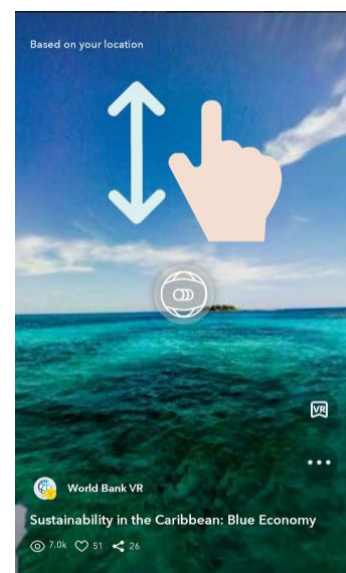 Based on your location
VR
World Bank VR
Sustainability in the Caribbean: Blue Economy
7.0k 51 26